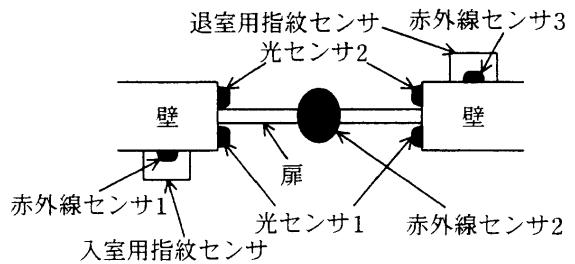 退室用指紋センサ
赤外線センサ3
光センサ2
壁
壁
扉
赤外線センサ1
光センサ1
赤外線センサ2
入室用指紋センサ